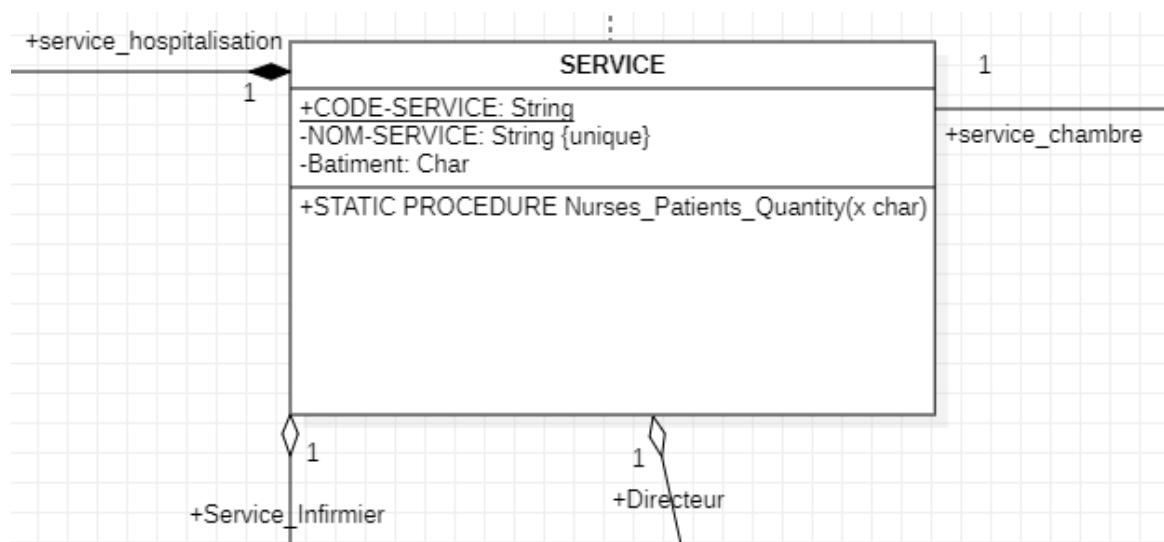 +service_hospitalisation
1
SERVICE
+CODE-SERVICE: String
-NOM-SERVICE: String {unique}
-Batiment: Char
+STATIC PROCEDURE Nurses_Patients_Quantity(x char)
1
+service_chambre
1
+Service_Infirmier
1
+Directeur